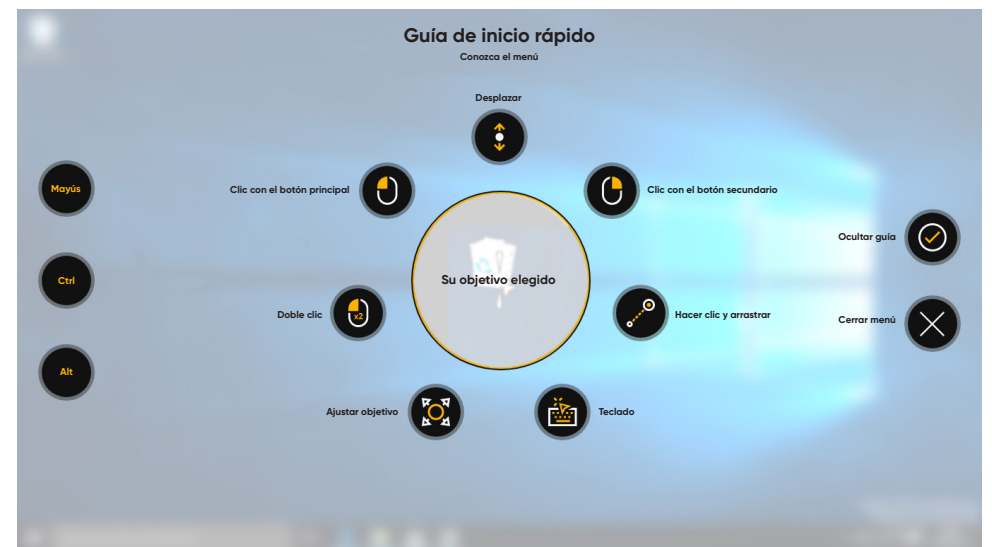 Guía de inicio rápido
Conozca el menú
Desplazar
Mayús
Clic con el botón principal
Clic con el botón secundario
Ocultar guía
Ctrl
Su objetivo elegido
Doble clic
x2
Hacer clic y arrastrar
Cerrar menú
Alt
Ajustar objetivo
Teclado